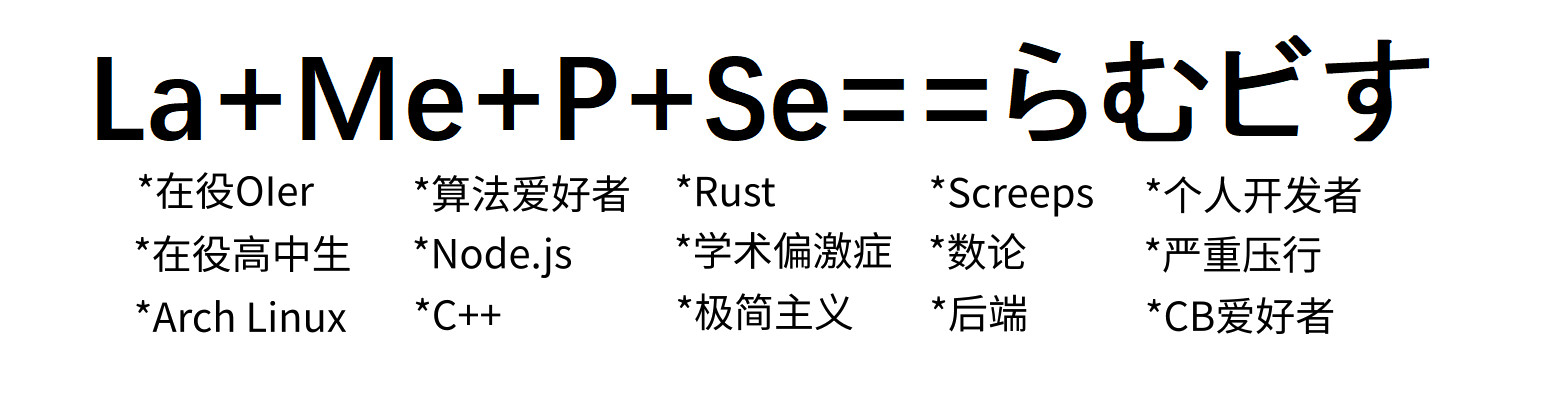 La+Me+P+Se==らむビす
*在役OIer *算法爱好者 *Rust *Screeps *个人开发者
*在役高中生 *Node.js *学术偏激症 *数论 *严重压行
*Arch Linux *C++ *极简主义 *后端 *CB爱好者